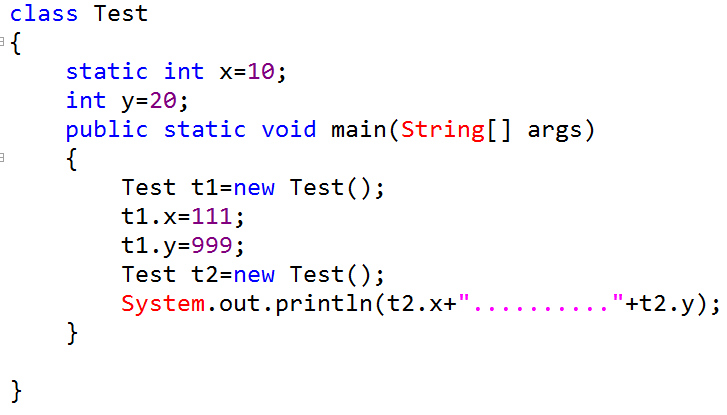 class Test
{
    static int x=10;
    int y=20;
    public static void main(String[] args)
    {
        Test t1=new Test();
        t1.x=111;
        t1.y=999;
        Test t2=new Test();
        System.out.println(t2.x+".........."+t2.y);
    }
}